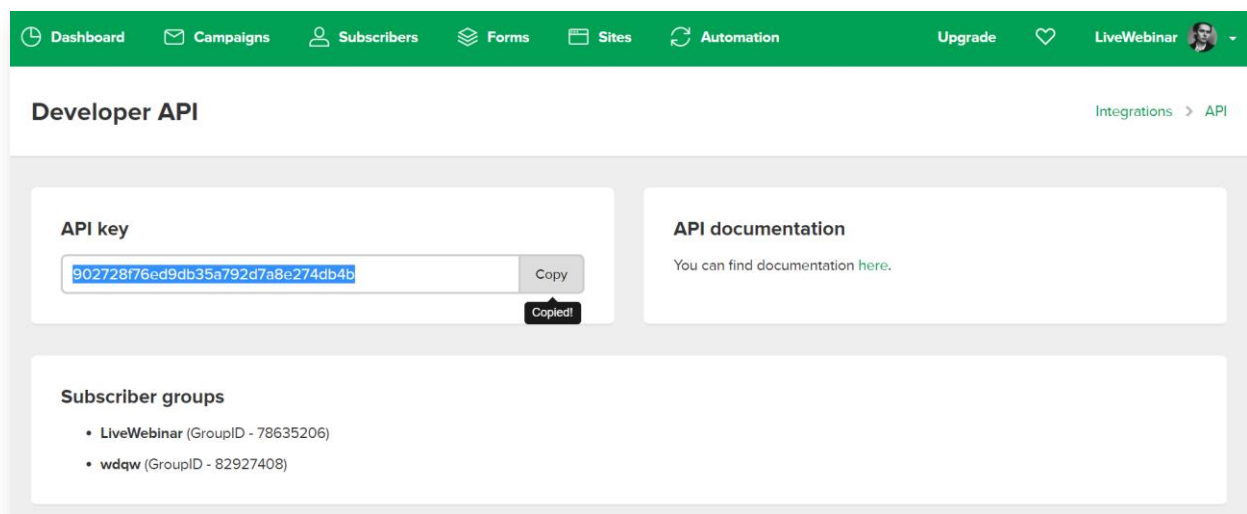 Dashboard Campaigns Subscribers Forms Sites Automation Upgrade LiveWebinar
Developer API
Integrations > API
API key
902728f76ed9db35a792d7a8e274db4b Copy
Copied!
API documentation
You can find documentation here.
Subscriber groups
• LiveWebinar (GroupID - 78635206)
• wdqw (GroupID - 82927408)